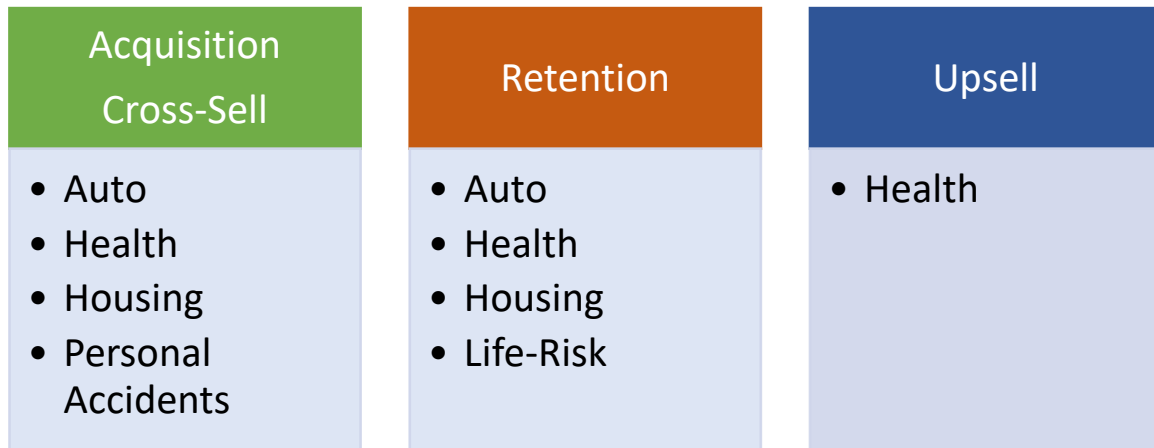 Acquisition
Cross-Sell
• Auto
• Health
• Housing
• Personal
Accidents
Retention
• Auto
• Health
• Housing
• Life-Risk
Upsell
• Health